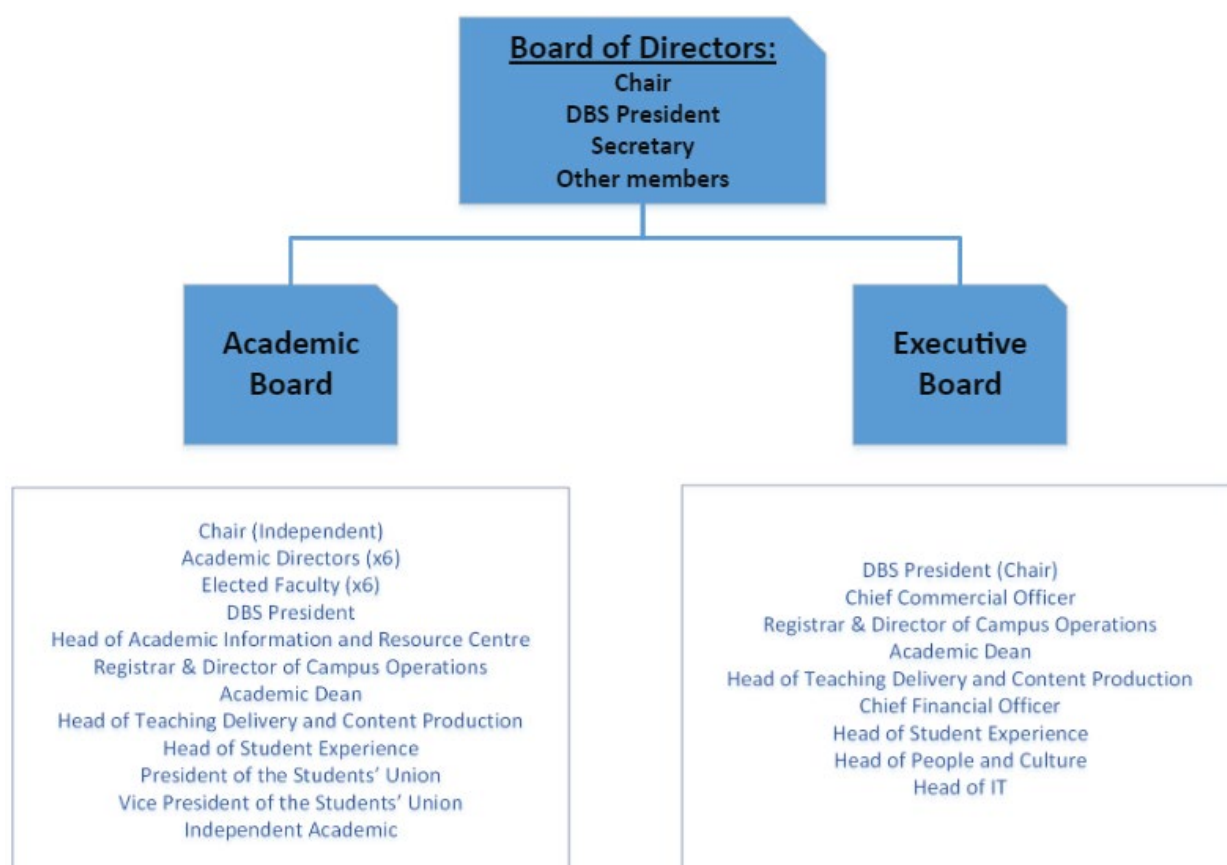 Board of Directors:
Chair
DBS President
Secretary
Other members
Academic
Board
Executive
Board
Chair (Independent)
Academic Directors (x6)
Elected Faculty (x6)
DBS President
Head of Academic Information and Resource Centre
Registrar & Director of Campus Operations
Academic Dean
Head of Teaching Delivery and Content Production
Head of Student Experience
President of the Students’ Union
Vice President of the Students’ Union
Independent Academic
DBS President (Chair)
Chief Commercial Officer
Registrar & Director of Campus Operations
Academic Dean
Head of Teaching Delivery and Content Production
Chief Financial Officer
Head of Student Experience
Head of People and Culture
Head of IT